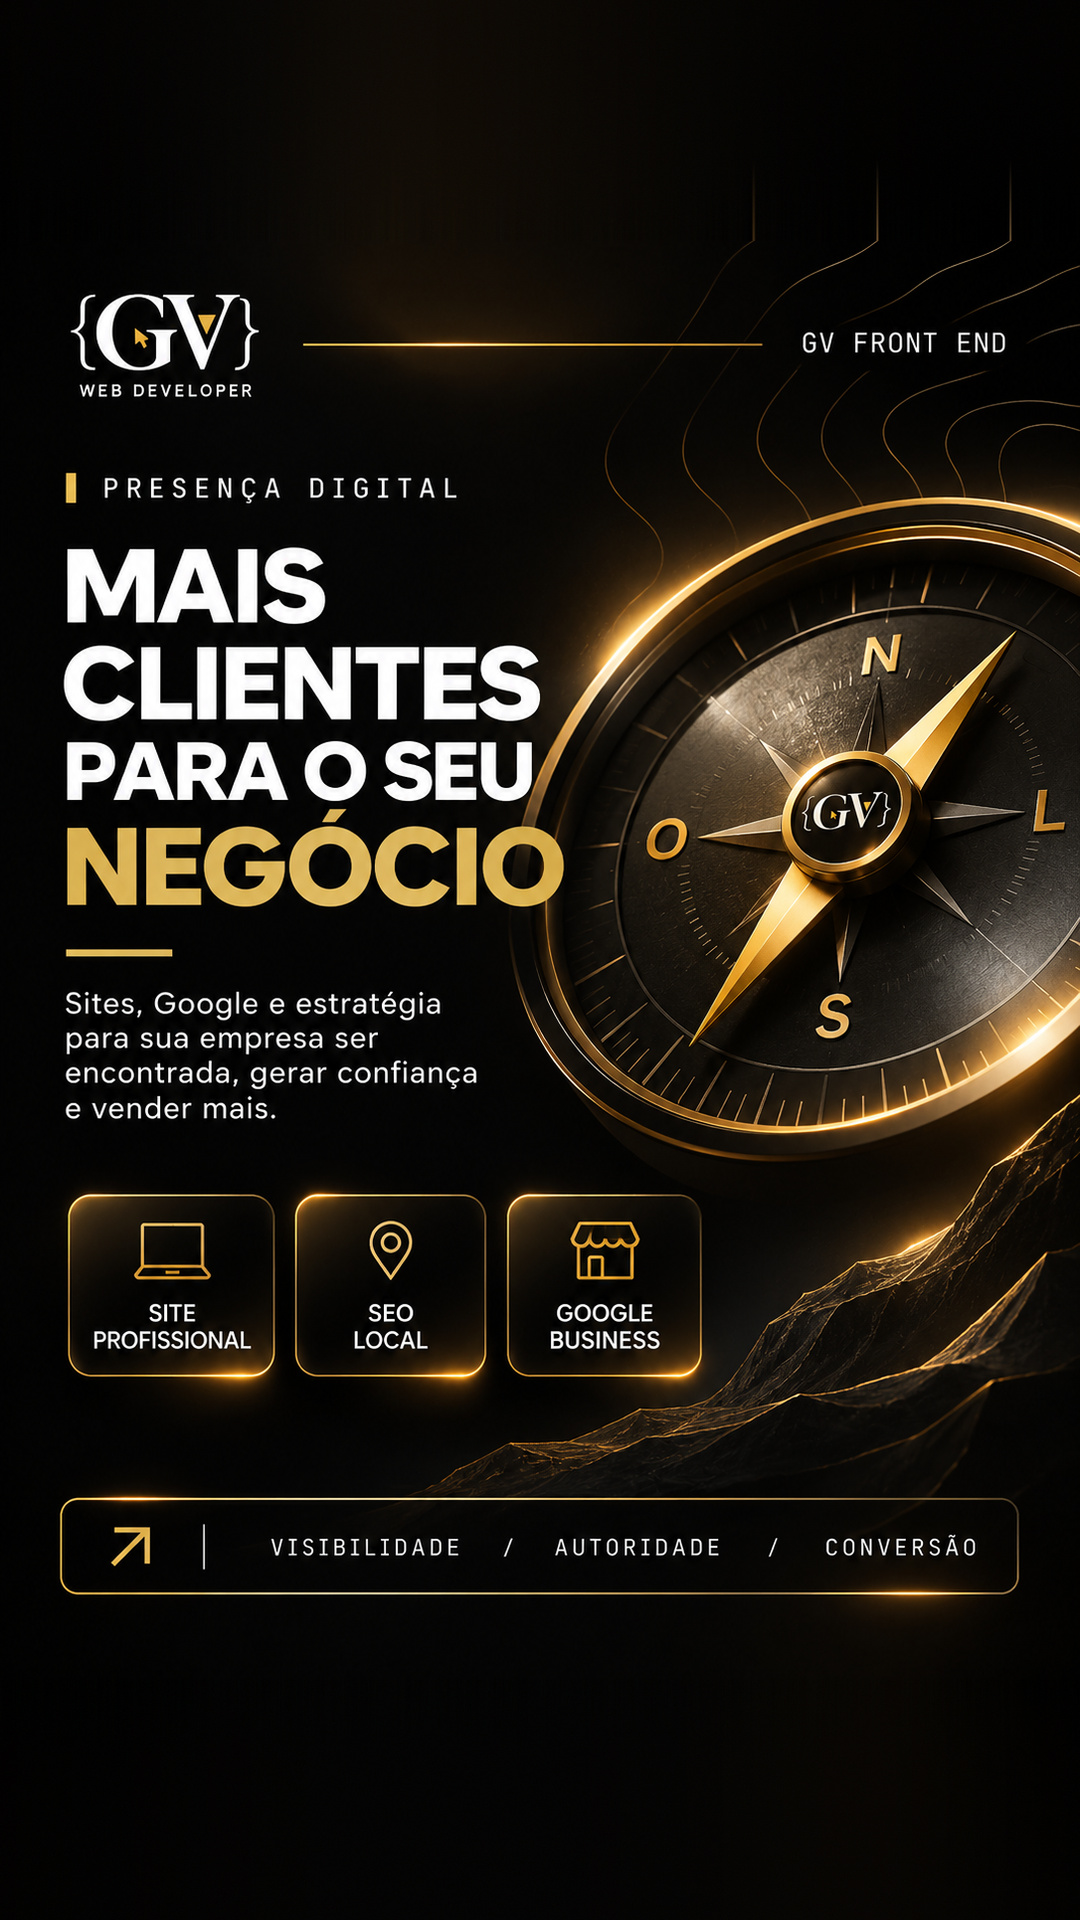 {GV}
WEB DEVELOPER
GV FRONT END
PRESENÇA DIGITAL
MAIS
CLIENTES
PARA O SEU
NEGÓCIO
N
O
L
S
{GV}
Sites, Google e estratégia
para sua empresa ser
encontrada, gerar confiança
e vender mais.
SITE
PROFISSIONAL
SEO
LOCAL
GOOGLE
BUSINESS
VISIBILIDADE / AUTORIDADE / CONVERSÃO